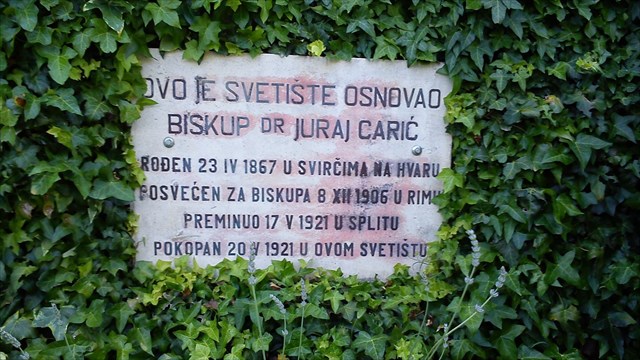 OVO JE SVETIŠTE OSNOVAO
BISKUP DR JURAJ CARIĆ
ROĐEN 23 IV 1867 U SVIRČIMA NA HVARU
POSVEĆEN ZA BISKUPA 8 XII 1906 U RIMU
PREMINUO 17 V 1921 U SPLITU
POKOPAN 20 V 1921 U OVOM SVETIŠTU